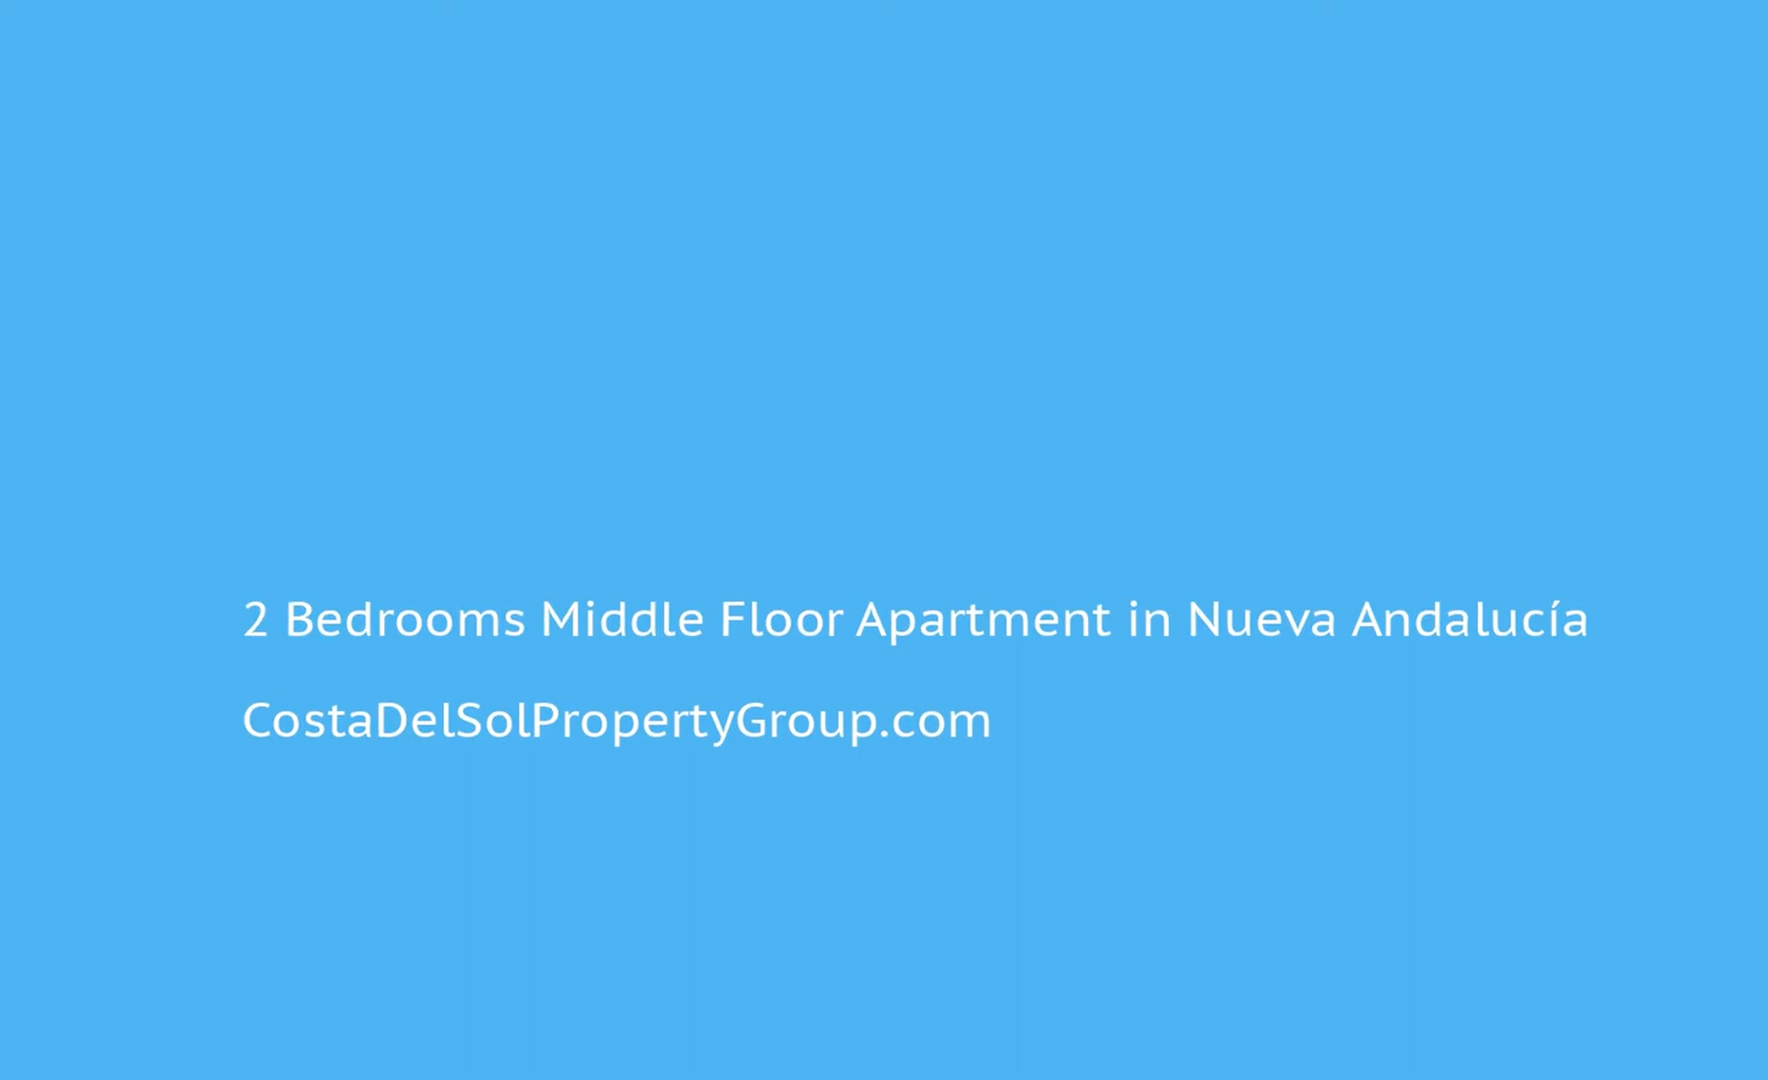 2 Bedrooms Middle Floor Apartment in Nueva Andalucía
CostaDelSolPropertyGroup.com